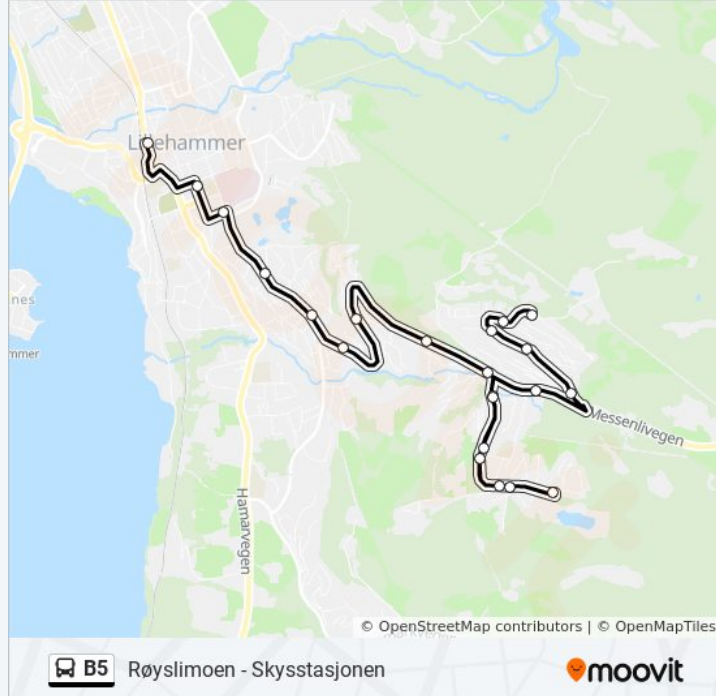 Lillehammer
nes
mmer
Messenlivegen
Hamarvegen
© OpenStreetMap contributors | © OpenMapTiles
B5 Røyslimoen - Skysstasjonen
moovit